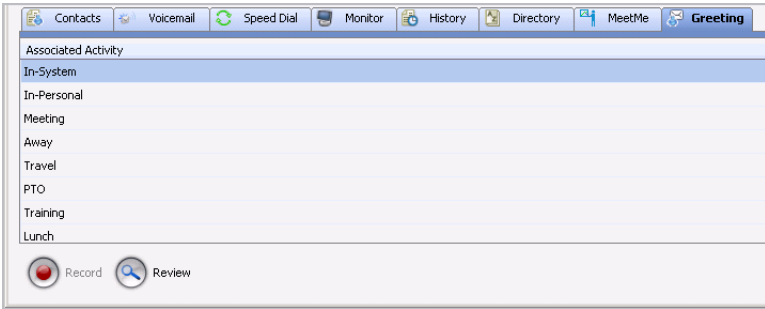 Contacts Voicemail Speed Dial Monitor History Directory MeetMe Greeting
Associated Activity
In-System
In-Personal
Meeting
Away
Travel
PTO
Training
Lunch
Record Review